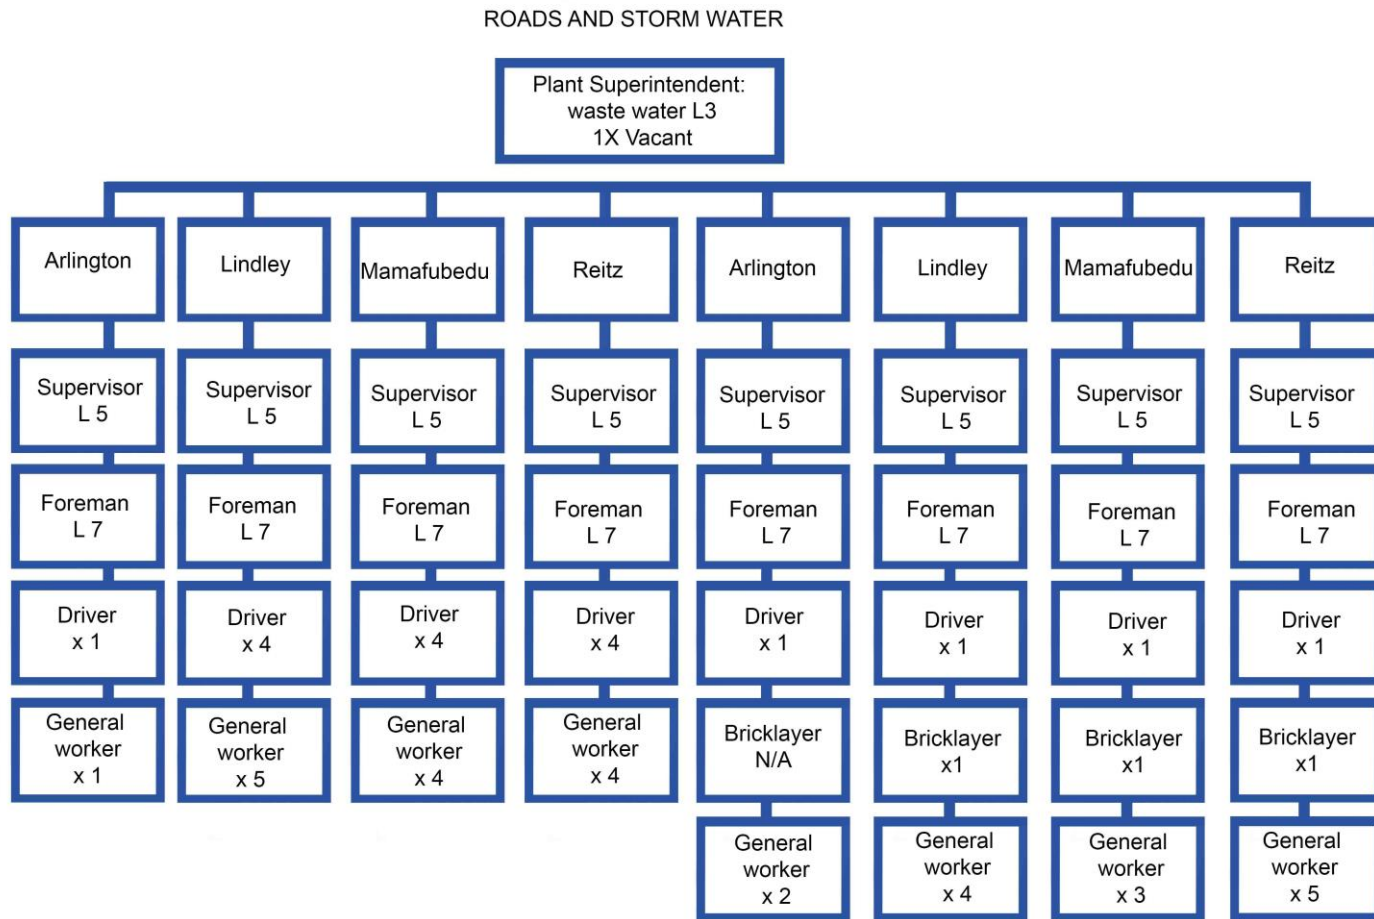 ROADS AND STORM WATER
Plant Superintendent:
waste water L3
1X Vacant
Arlington
Lindley
Mamafubedu
Reitz
Arlington
Lindley
Mamafubedu
Reitz
Supervisor
L 5
Supervisor
L 5
Supervisor
L 5
Supervisor
L 5
Supervisor
L 5
Supervisor
L 5
Supervisor
L 5
Supervisor
L 5
Foreman
L 7
Foreman
L 7
Foreman
L 7
Foreman
L 7
Foreman
L 7
Foreman
L 7
Foreman
L 7
Foreman
L 7
Driver
x 1
Driver
x 4
Driver
x 4
Driver
x 4
Driver
x 1
Driver
x 1
Driver
x 1
Driver
x 1
General
worker
x 1
General
worker
x 5
General
worker
x 4
General
worker
x 4
Bricklayer
N/A
Bricklayer
x1
Bricklayer
x1
Bricklayer
x1
General
worker
x 2
General
worker
x 4
General
worker
x 3
General
worker
x 5